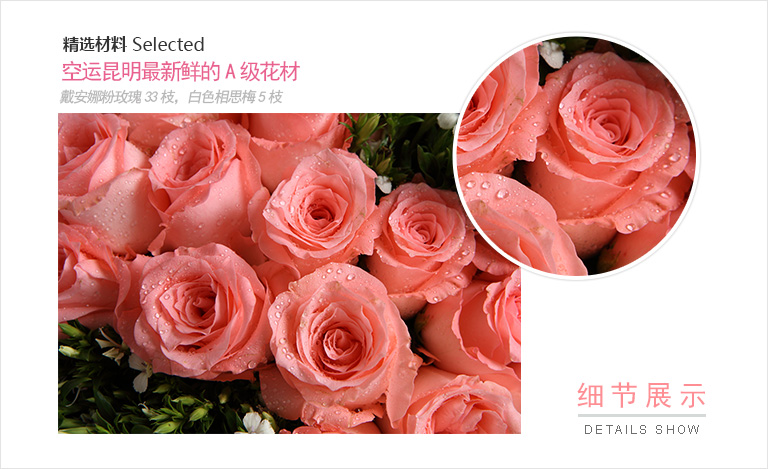 精选材料 Selected
空运昆明最新鲜的 A 级花材
戴安娜粉玫瑰 33 枝，白色相思梅 5 枝
细节展示
DETAILS SHOW